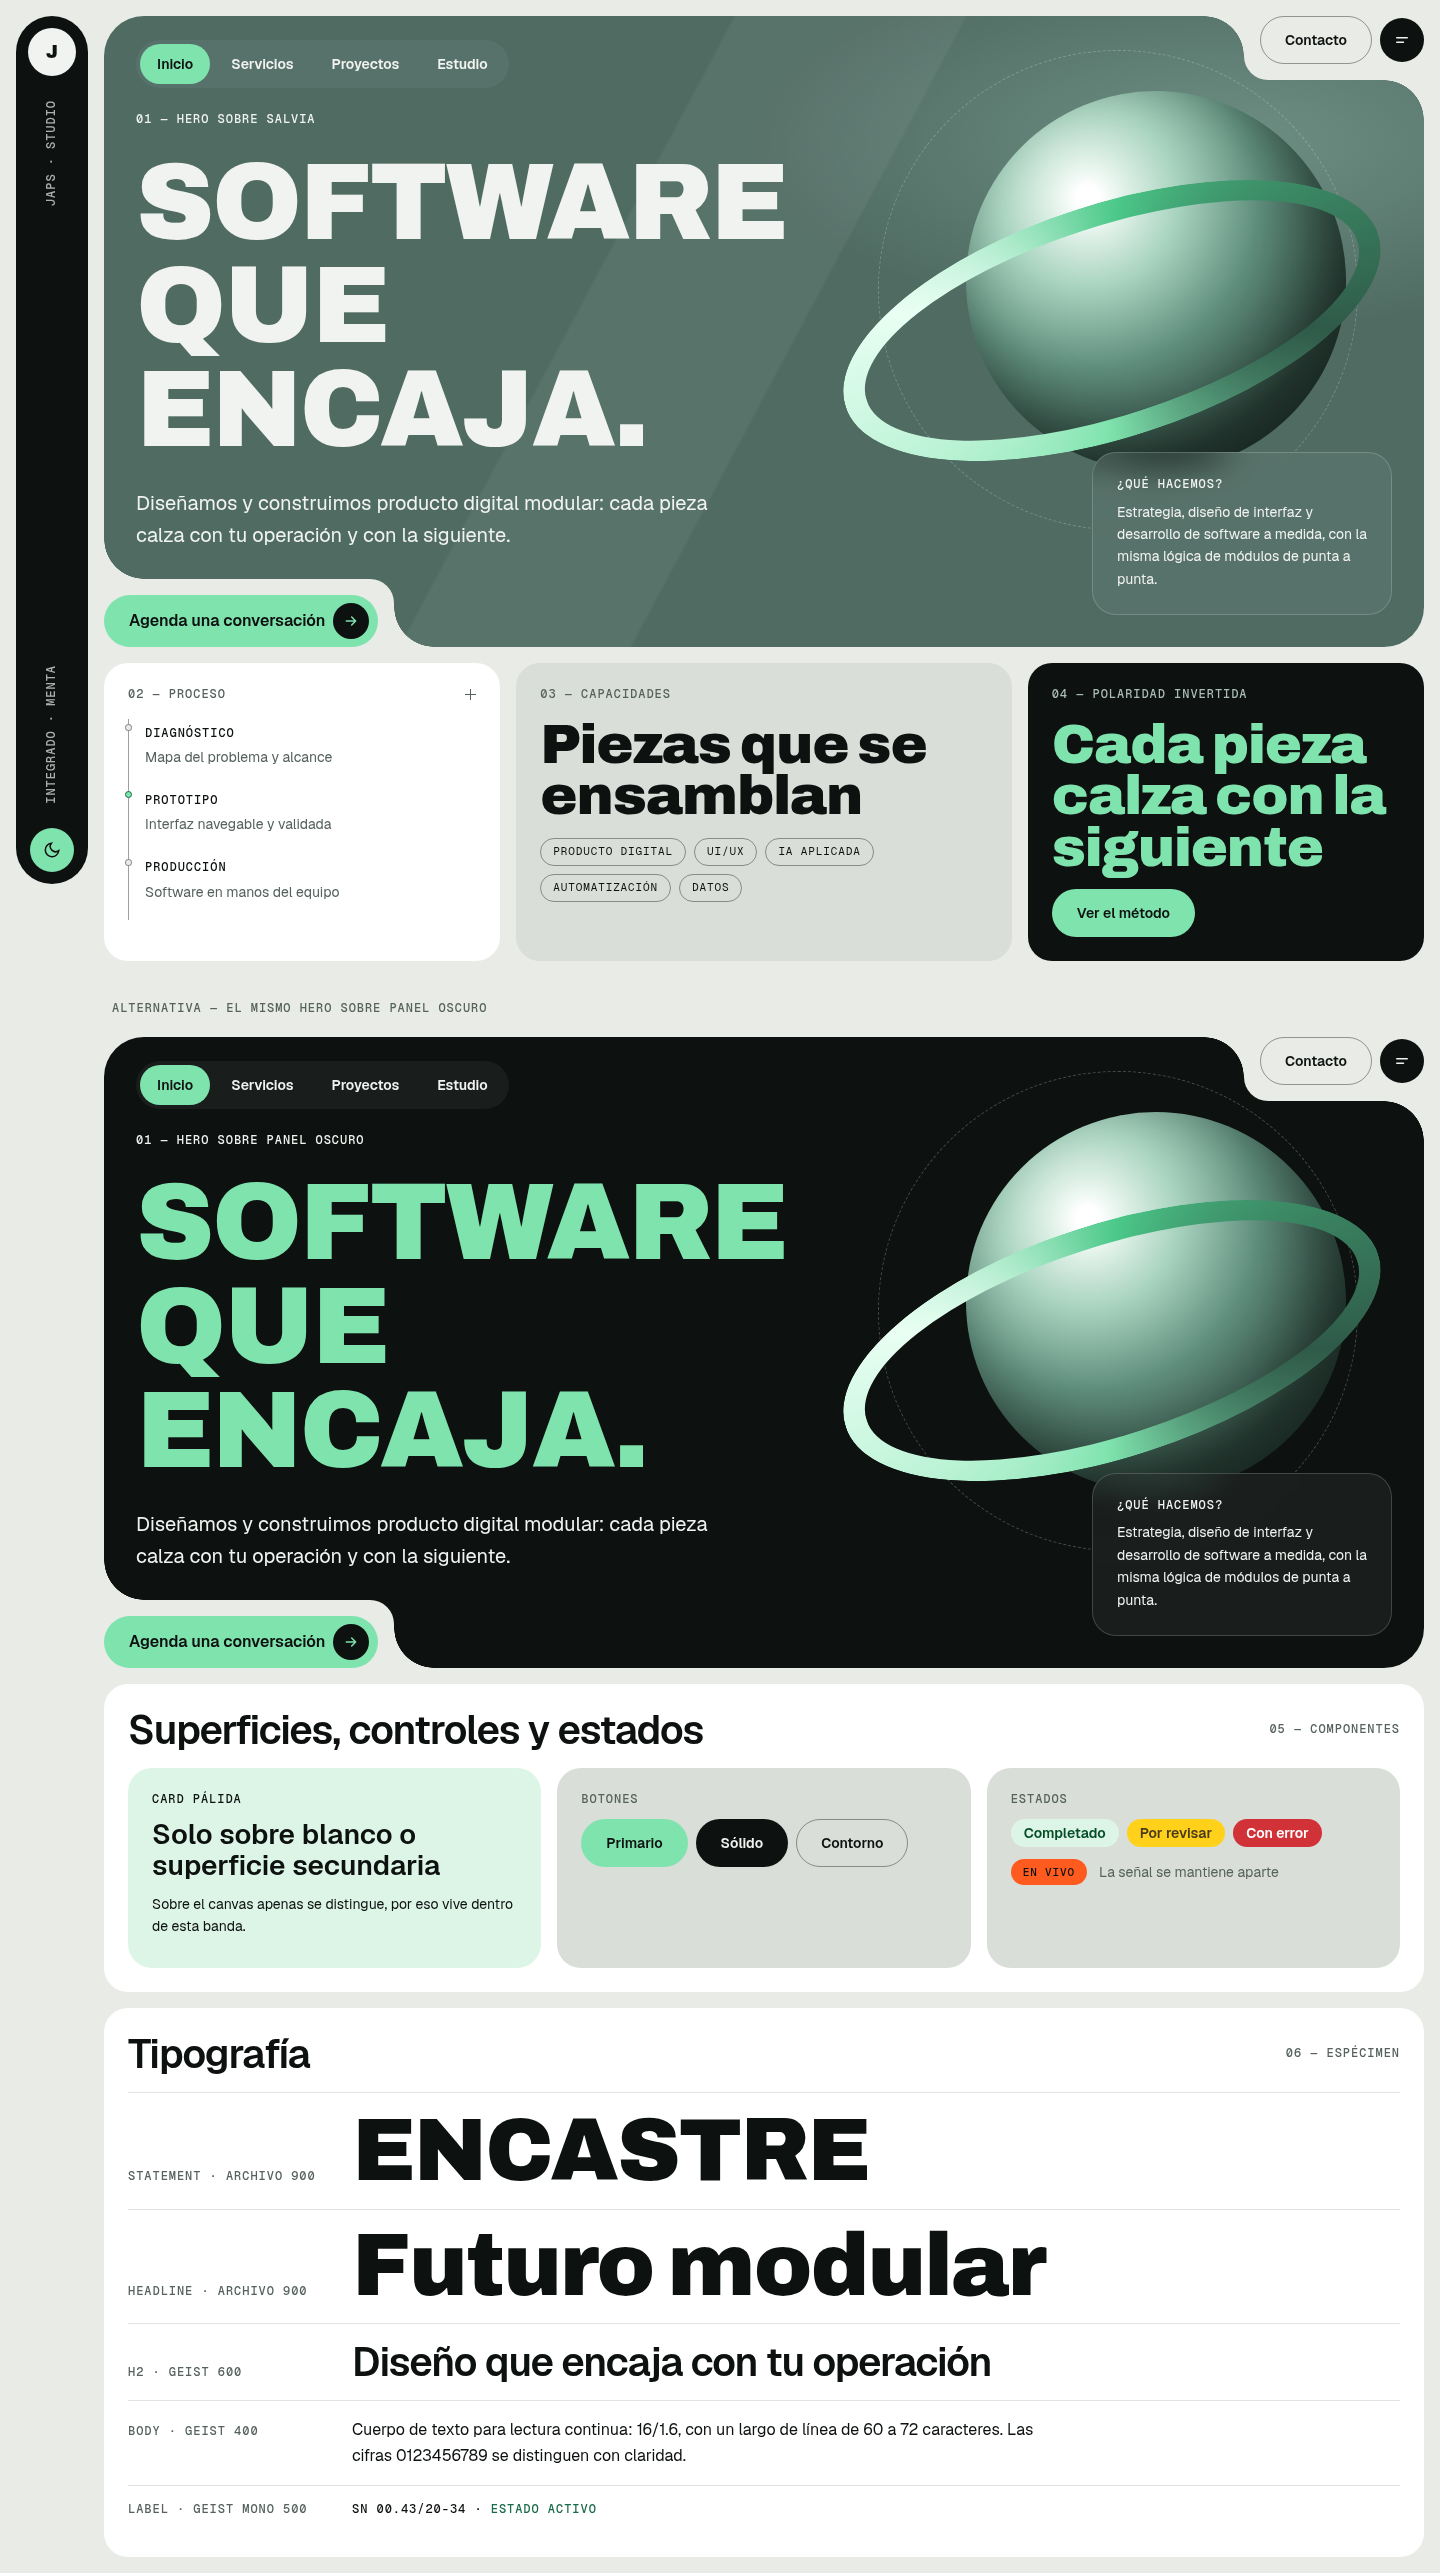 J
JAPS · STUDIO
INTEGRADO · MENTA
Inicio Servicios Proyectos Estudio
Contacto
01 — HERO SOBRE SALVIA
SOFTWARE
QUE
ENCAJA.
Diseñamos y construimos producto digital modular: cada pieza
calza con tu operación y con la siguiente.
¿QUÉ HACEMOS?
Estrategia, diseño de interfaz y
desarrollo de software a medida, con la
misma lógica de módulos de punta a
punta.
Agenda una conversación →
02 — PROCESO
DIAGNÓSTICO
Mapa del problema y alcance
PROTOTIPO
Interfaz navegable y validada
PRODUCCIÓN
Software en manos del equipo
03 — CAPACIDADES
Piezas que se
ensamblan
PRODUCTO DIGITAL UI/UX IA APLICADA
AUTOMATIZACIÓN DATOS
04 — POLARIDAD INVERTIDA
Cada pieza
calza con la
siguiente
Ver el método
ALTERNATIVA — EL MISMO HERO SOBRE PANEL OSCURO
Inicio Servicios Proyectos Estudio
Contacto
01 — HERO SOBRE PANEL OSCURO
SOFTWARE
QUE
ENCAJA.
Diseñamos y construimos producto digital modular: cada pieza
calza con tu operación y con la siguiente.
¿QUÉ HACEMOS?
Estrategia, diseño de interfaz y
desarrollo de software a medida, con la
misma lógica de módulos de punta a
punta.
Agenda una conversación →
Superficies, controles y estados
05 — COMPONENTES
CARD PÁLIDA
Solo sobre blanco o
superficie secundaria
Sobre el canvas apenas se distingue, por eso vive dentro
de esta banda.
BOTONES
Primario Sólido Contorno
ESTADOS
Completado Por revisar Con error
EN VIVO La señal se mantiene aparte
Tipografía
06 — ESPÉCIMEN
STATEMENT · ARCHIVO 900 ENCASTRE
HEADLINE · ARCHIVO 900 Futuro modular
H2 · GEIST 600 Diseño que encaja con tu operación
BODY · GEIST 400 Cuerpo de texto para lectura continua: 16/1.6, con un largo de línea de 60 a 72 caracteres. Las
cifras 0123456789 se distinguen con claridad.
LABEL · GEIST MONO 500 SN 00.43/20-34 · ESTADO ACTIVO